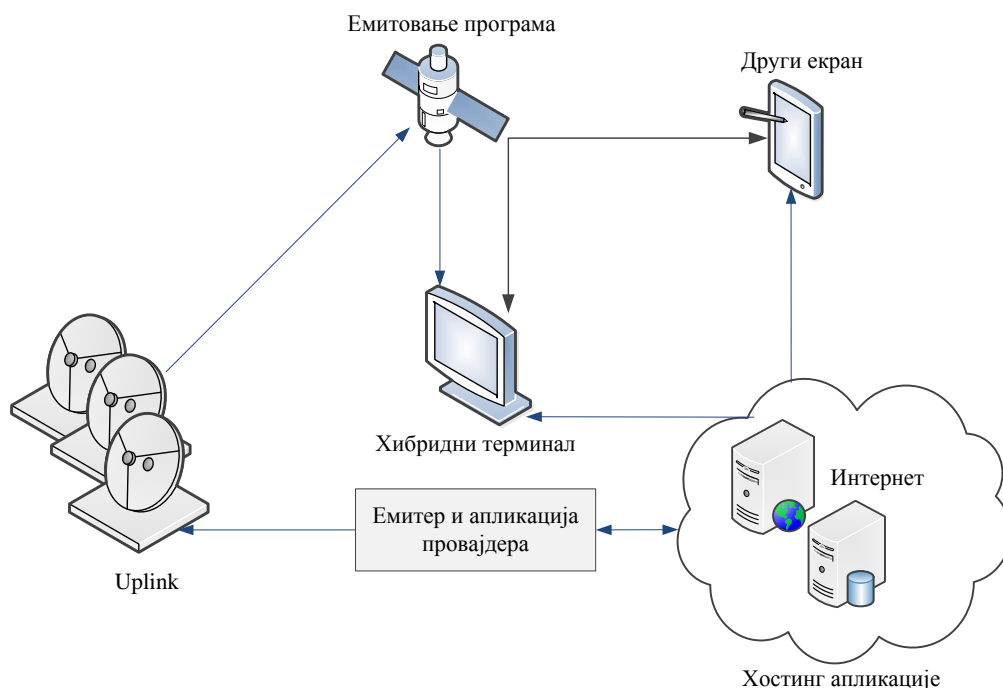 Емитовање програма
Други екран
Хибридни терминал
Интернет
Емитер и апликација
провајдера
Uplink
Хостинг апликације